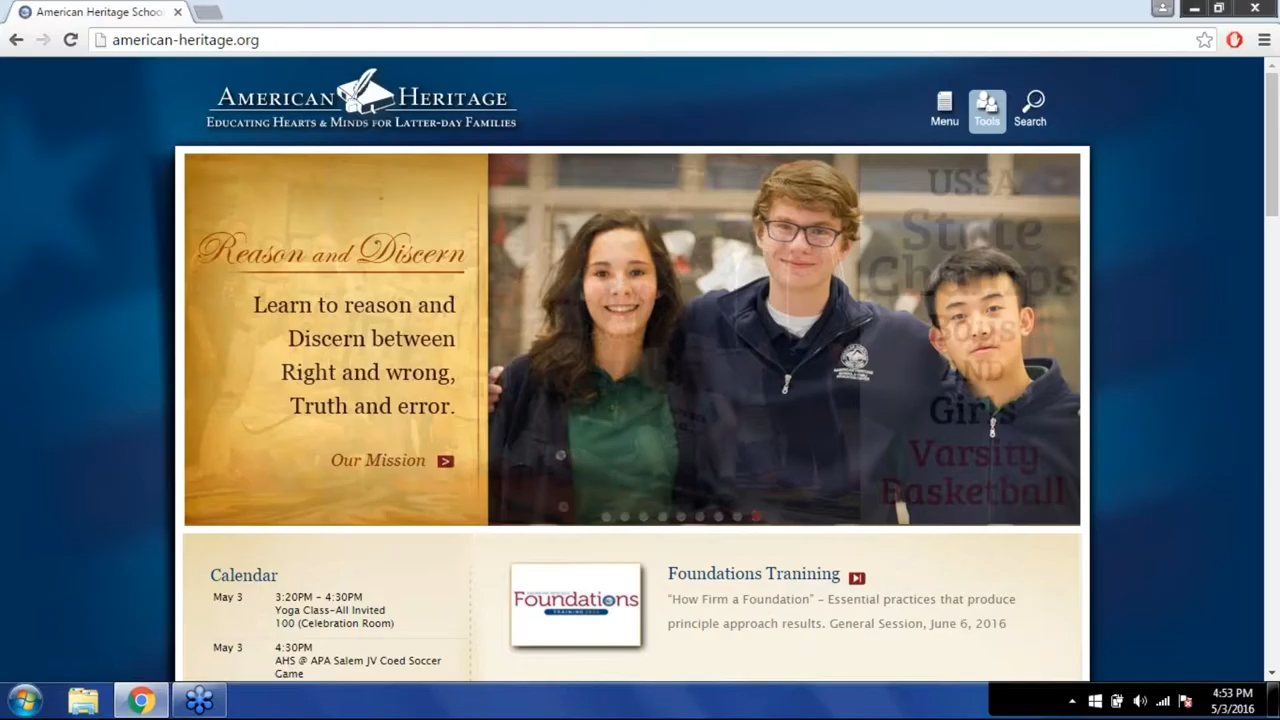 American Heritage Schoo
american-heritage.org
AMERICAN HERITAGE
EDUCATING HEARTS & MINDS FOR LATTER-DAY FAMILIES
Menu
Tools
Search
Reason and Discern
Learn to reason and
Discern between
Right and wrong,
Truth and error.
Our Mission
USSA
State
Champs
AND
Girls
Varsity
Basketball
Calendar
May 3
3:20PM - 4:30PM
Yoga Class-All Invited
100 (Celebration Room)
May 3
4:30PM
AHS @ APA Salem JV Coed Soccer
Game
Foundations
Foundations Tranining
"How Firm a Foundation" – Essential practices that produce
principle approach results. General Session, June 6, 2016
4:53 PM
5/3/2016